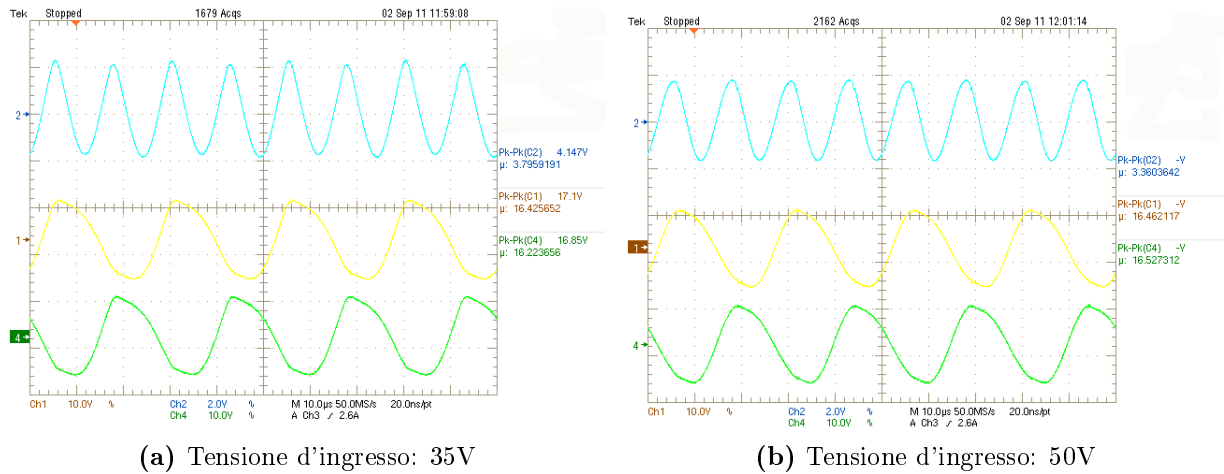 Tek Stopped 1679 Acqs 02 Sep 11 11:59:08
2
1
4
Pk-Pk(C2) 4.147V
µ: 3.7959191
Pk-Pk(C1) 17.1V
µ: 16.425652
Pk-Pk(C4) 16.85V
µ: 16.223656
Ch1 10.0V % Ch2 2.0V % M 10.0µs 50.0MS/s 20.0ns/pt
Ch4 10.0V % A Ch3 ∕ 2.6A
(a) Tensione d'ingresso: 35V
Tek Stopped 2162 Acqs 02 Sep 11 12:01:14
2
1
4
Pk-Pk(C2) -V
µ: 3.3603642
Pk-Pk(C1) -V
µ: 16.462117
Pk-Pk(C4) -V
µ: 16.527312
Ch1 10.0V % Ch2 2.0V % M 10.0µs 50.0MS/s 20.0ns/pt
Ch4 10.0V % A Ch3 ∕ 2.6A
(b) Tensione d'ingresso: 50V